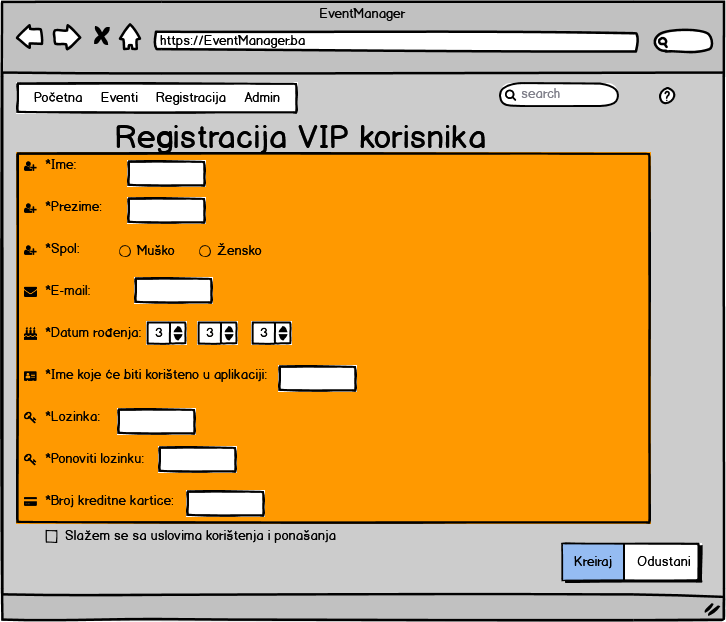 EventManager
https://EventManager.ba
Početna Eventi Registracija Admin
search
?
Registracija VIP korisnika
*Ime:
*Prezime:
*Spol: Muško Žensko
*E-mail:
*Datum rođenja: 3 3 3
*Ime koje će biti korišteno u aplikaciji:
*Lozinka:
*Ponoviti lozinku:
*Broj kreditne kartice:
Slažem se sa uslovima korištenja i ponašanja
Kreiraj Odustani